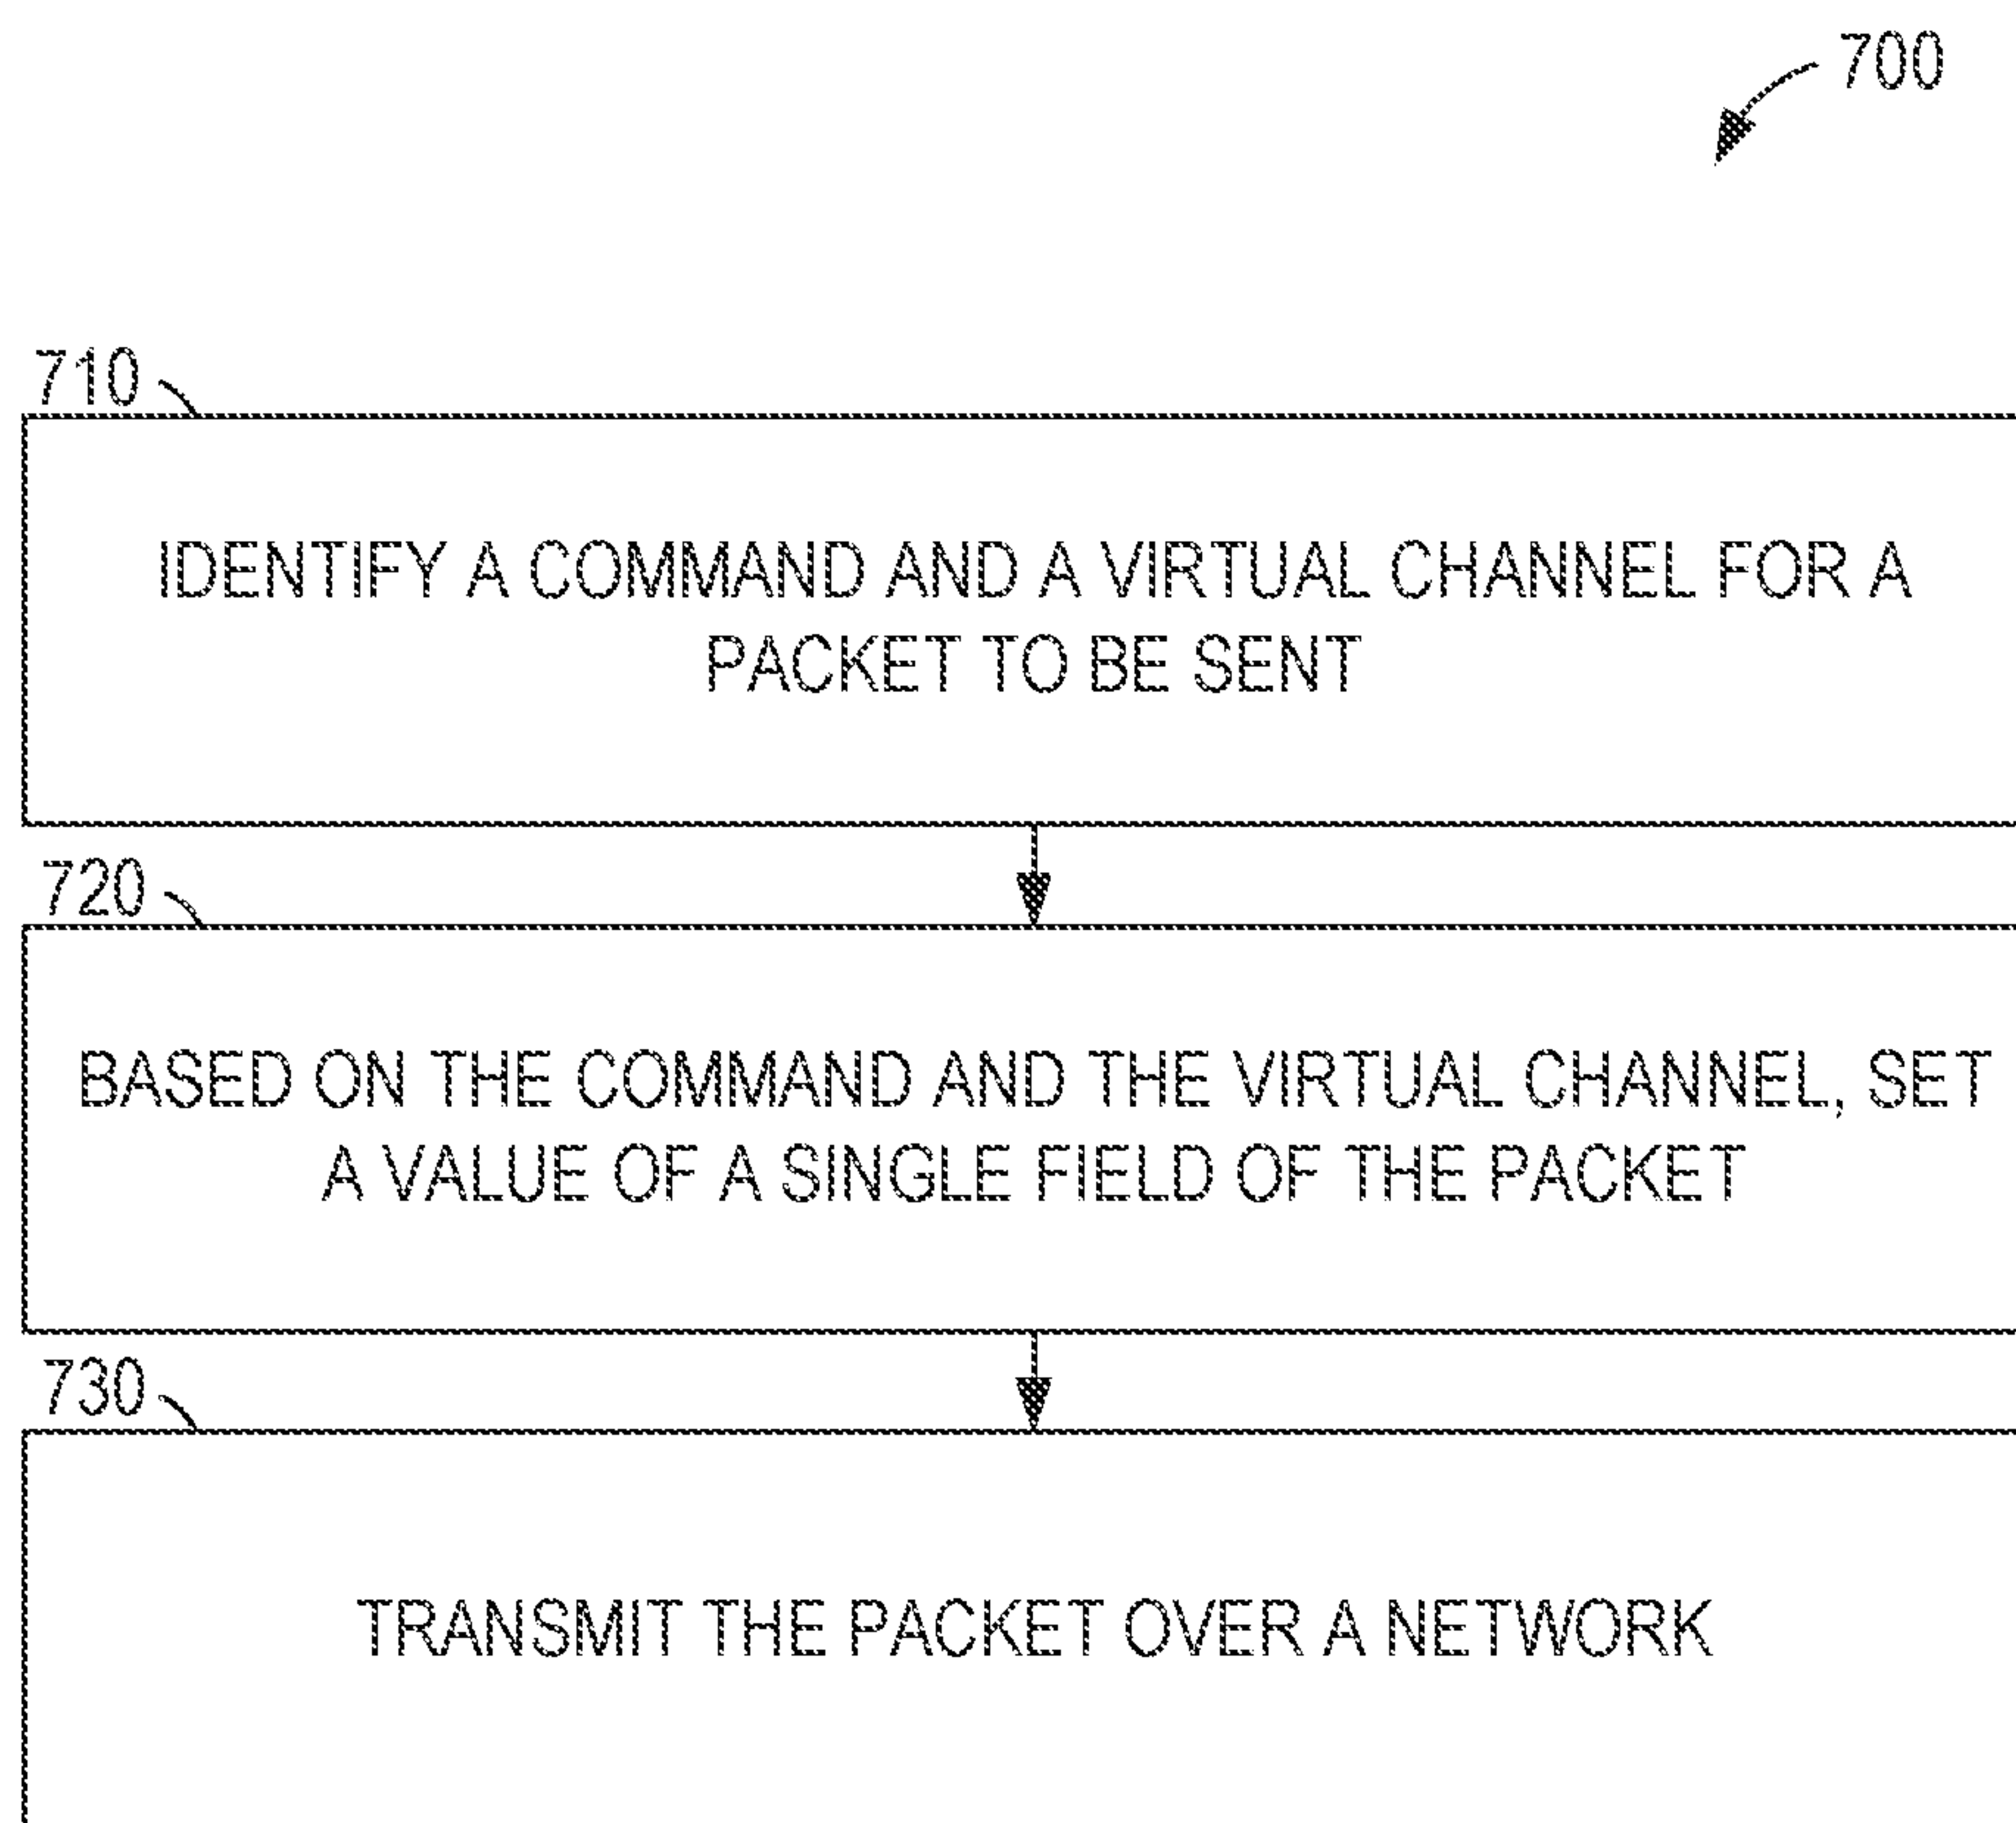 700
710
IDENTIFY A COMMAND AND A VIRTUAL CHANNEL FOR A
PACKET TO BE SENT
720
BASED ON THE COMMAND AND THE VIRTUAL CHANNEL, SET
A VALUE OF A SINGLE FIELD OF THE PACKET
730
TRANSMIT THE PACKET OVER A NETWORK